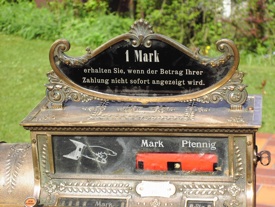 1 Mark
erhalten Sie, wenn der Betrag Ihrer
Zahlung nicht sofort angezeigt wird.
Mark Pfennig